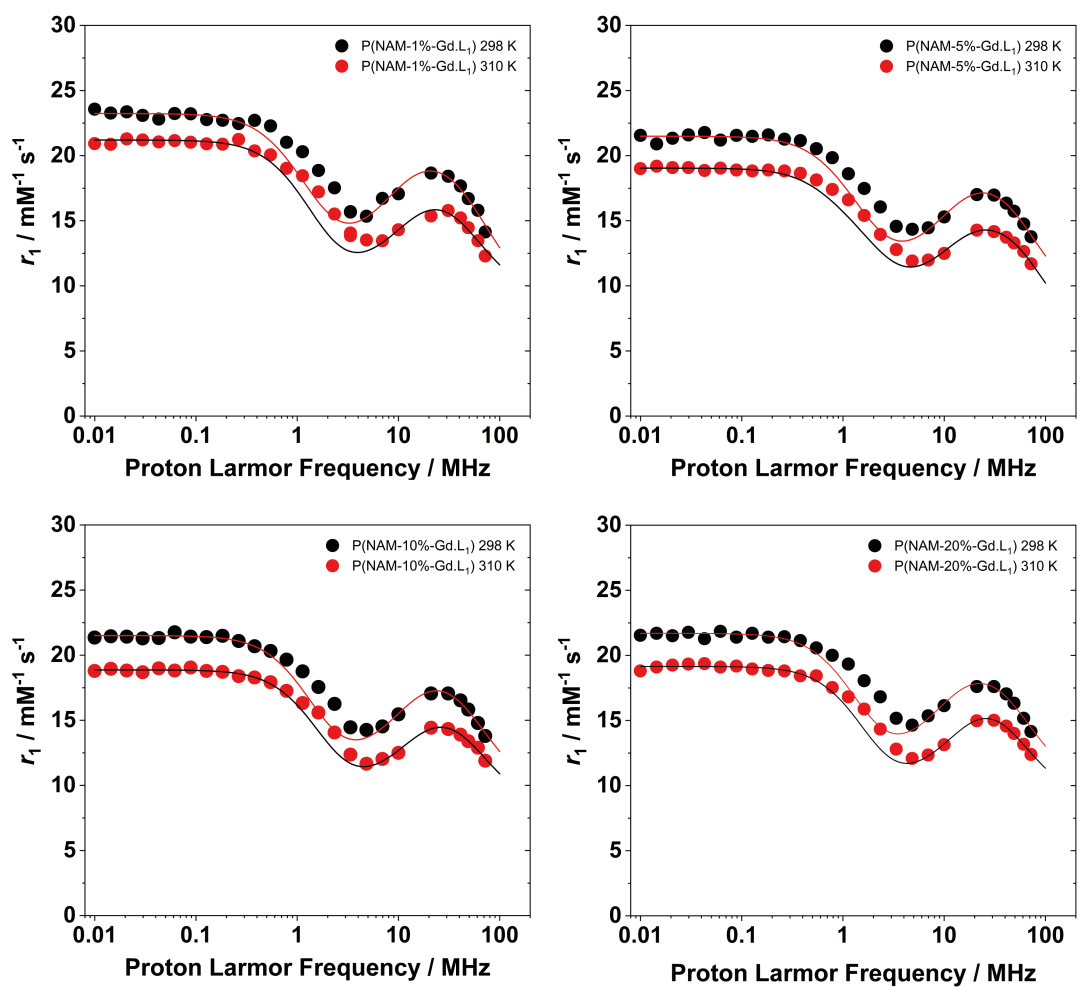 30
25
20
15
10
5
0
r₁ / mM⁻¹ s⁻¹
P(NAM-1%-Gd.L₁) 298 K
P(NAM-1%-Gd.L₁) 310 K
0.01 0.1 1 10 100
Proton Larmor Frequency / MHz
30
25
20
15
10
5
0
r₁ / mM⁻¹ s⁻¹
P(NAM-5%-Gd.L₁) 298 K
P(NAM-5%-Gd.L₁) 310 K
0.01 0.1 1 10 100
Proton Larmor Frequency / MHz
30
25
20
15
10
5
0
r₁ / mM⁻¹ s⁻¹
P(NAM-10%-Gd.L₁) 298 K
P(NAM-10%-Gd.L₁) 310 K
0.01 0.1 1 10 100
Proton Larmor Frequency / MHz
30
25
20
15
10
5
0
r₁ / mM⁻¹ s⁻¹
P(NAM-20%-Gd.L₁) 298 K
P(NAM-20%-Gd.L₁) 310 K
0.01 0.1 1 10 100
Proton Larmor Frequency / MHz